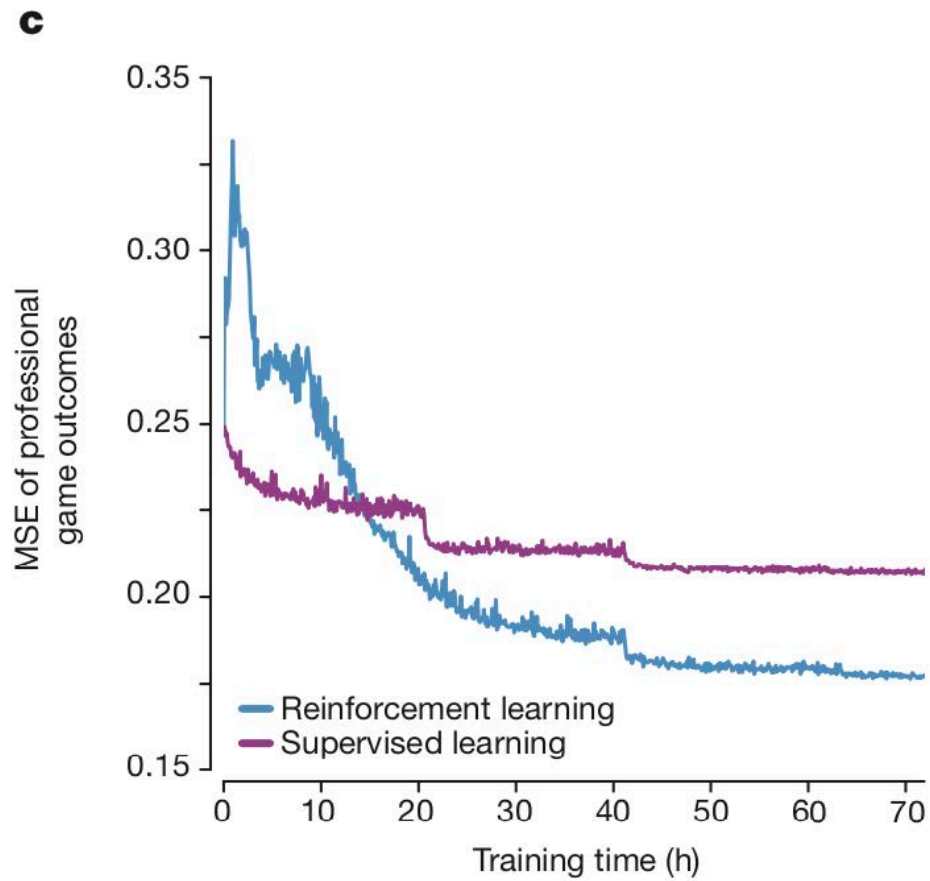 c
0.35
0.30
0.25
0.20
0.15
MSE of professional
game outcomes
Reinforcement learning
Supervised learning
0 10 20 30 40 50 60 70
Training time (h)